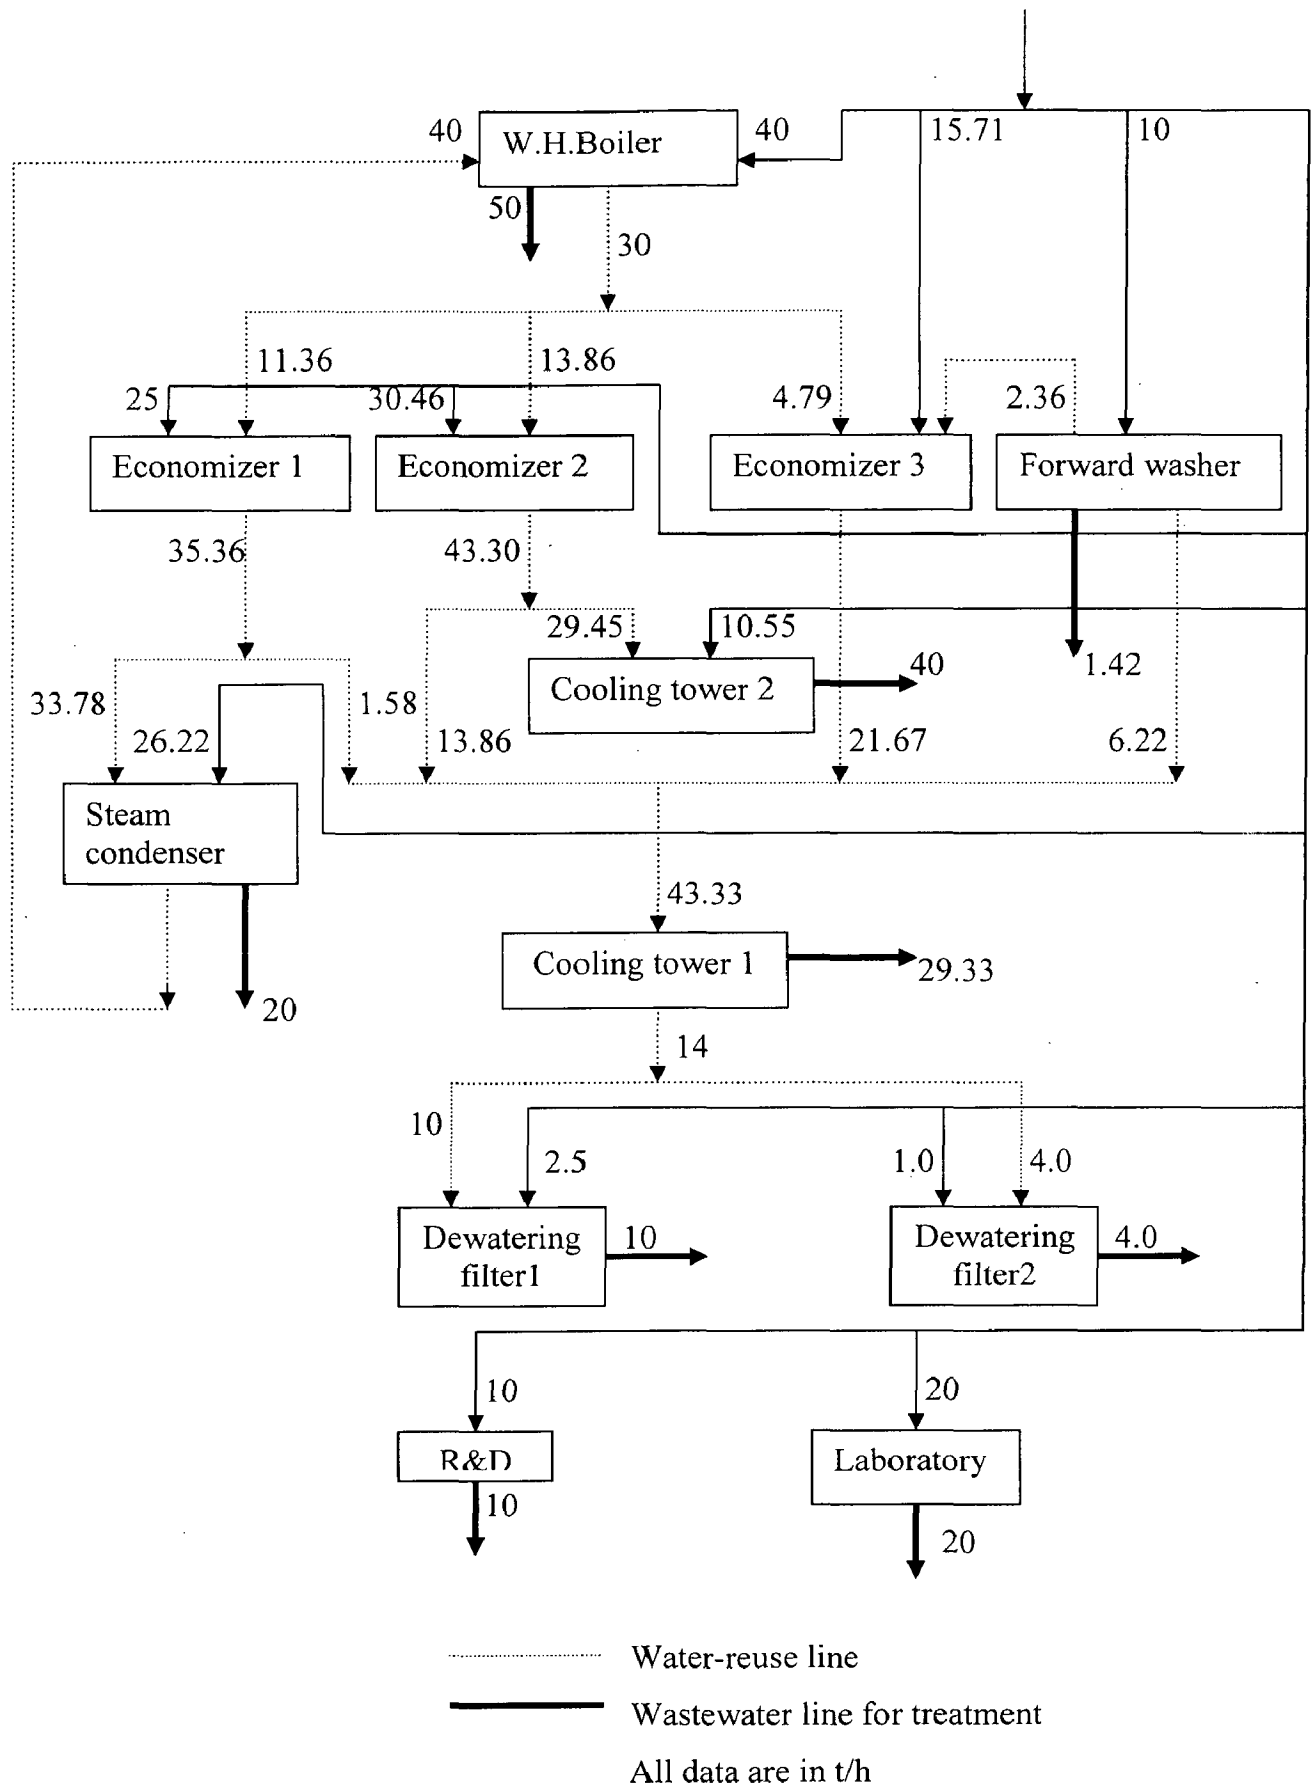 40
W.H.Boiler
40
15.71
10
50
30
11.36
13.86
25
30.46
4.79
2.36
Economizer 1
Economizer 2
Economizer 3
Forward washer
35.36
43.30
29.45
10.55
1.42
40
Cooling tower 2
33.78
1.58
26.22
13.86
21.67
6.22
Steam
condenser
43.33
Cooling tower 1
29.33
20
14
10
2.5
1.0
4.0
Dewatering
filter1
10
Dewatering
filter2
4.0
10
20
R&D
Laboratory
10
20
Water-reuse line
Wastewater line for treatment
All data are in t/h